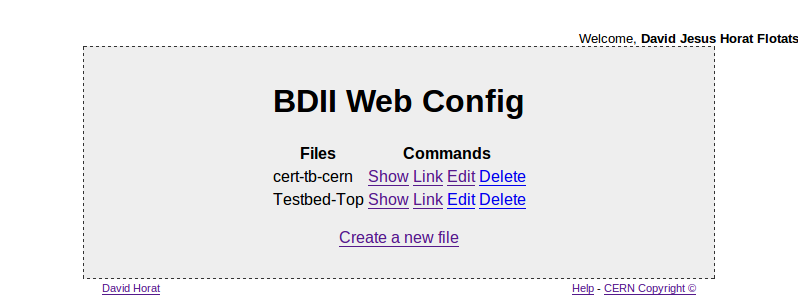 Welcome, David Jesus Horat Flotats
BDII Web Config
Files Commands
cert-tb-cern Show Link Edit Delete
Testbed-Top Show Link Edit Delete
Create a new file
David Horat Help - CERN Copyright ©